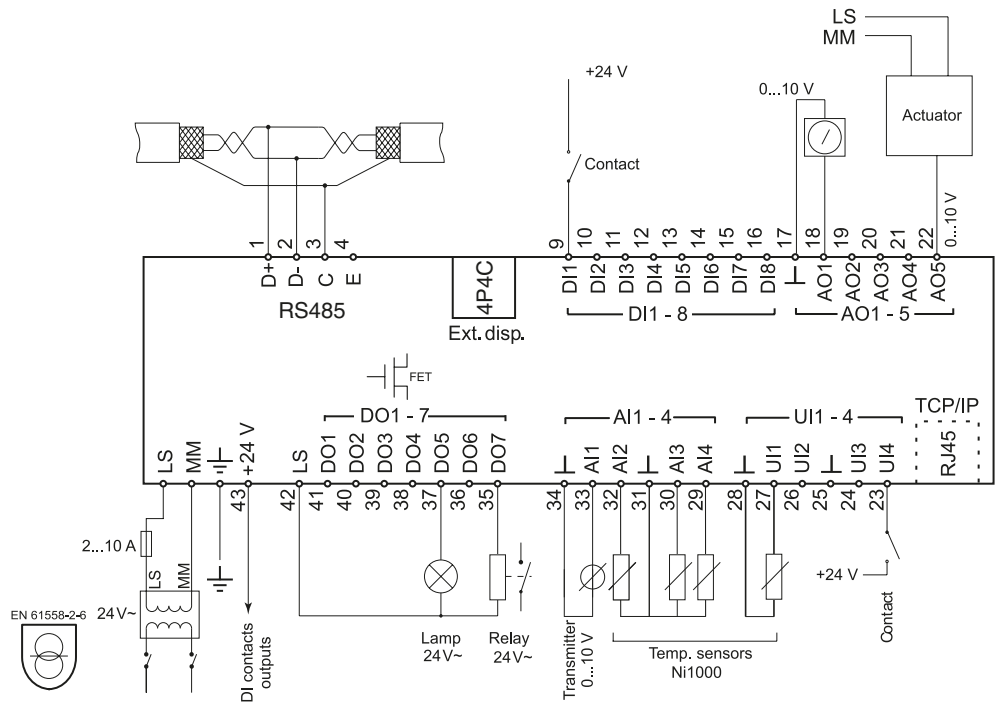 LS
MM
+24 V
0...10 V
Actuator
Contact
0...10 V
1 2 3 4 9 10 11 12 13 14 15 16 17 18 19 20 21 22
D+ D- C E
4P4C
DI1 DI2 DI3 DI4 DI5 DI6 DI7 DI8
⊥ AO1 AO2 AO3 AO4 AO5
RS485
Ext. disp.
DI1 - 8
AO1 - 5
FET
DO1 - 7
AI1 - 4
UI1 - 4
TCP/IP
RJ45
LS MM +24 V
LS DO1 DO2 DO3 DO4 DO5 DO6 DO7
⊥ AI1 AI2 ⊥ AI3 AI4
⊥ UI1 UI2 ⊥ UI3 UI4
43 42 41 40 39 38 37 36 35 34 33 32 31 30 29 28 27 26 25 24 23
2...10 A
LS
MM
+24 V
EN 61558-2-6
24V~
DI contacts
outputs
Lamp
24V~
Relay
24V~
Transmitter
0...10 V
Temp. sensors
Ni1000
Contact